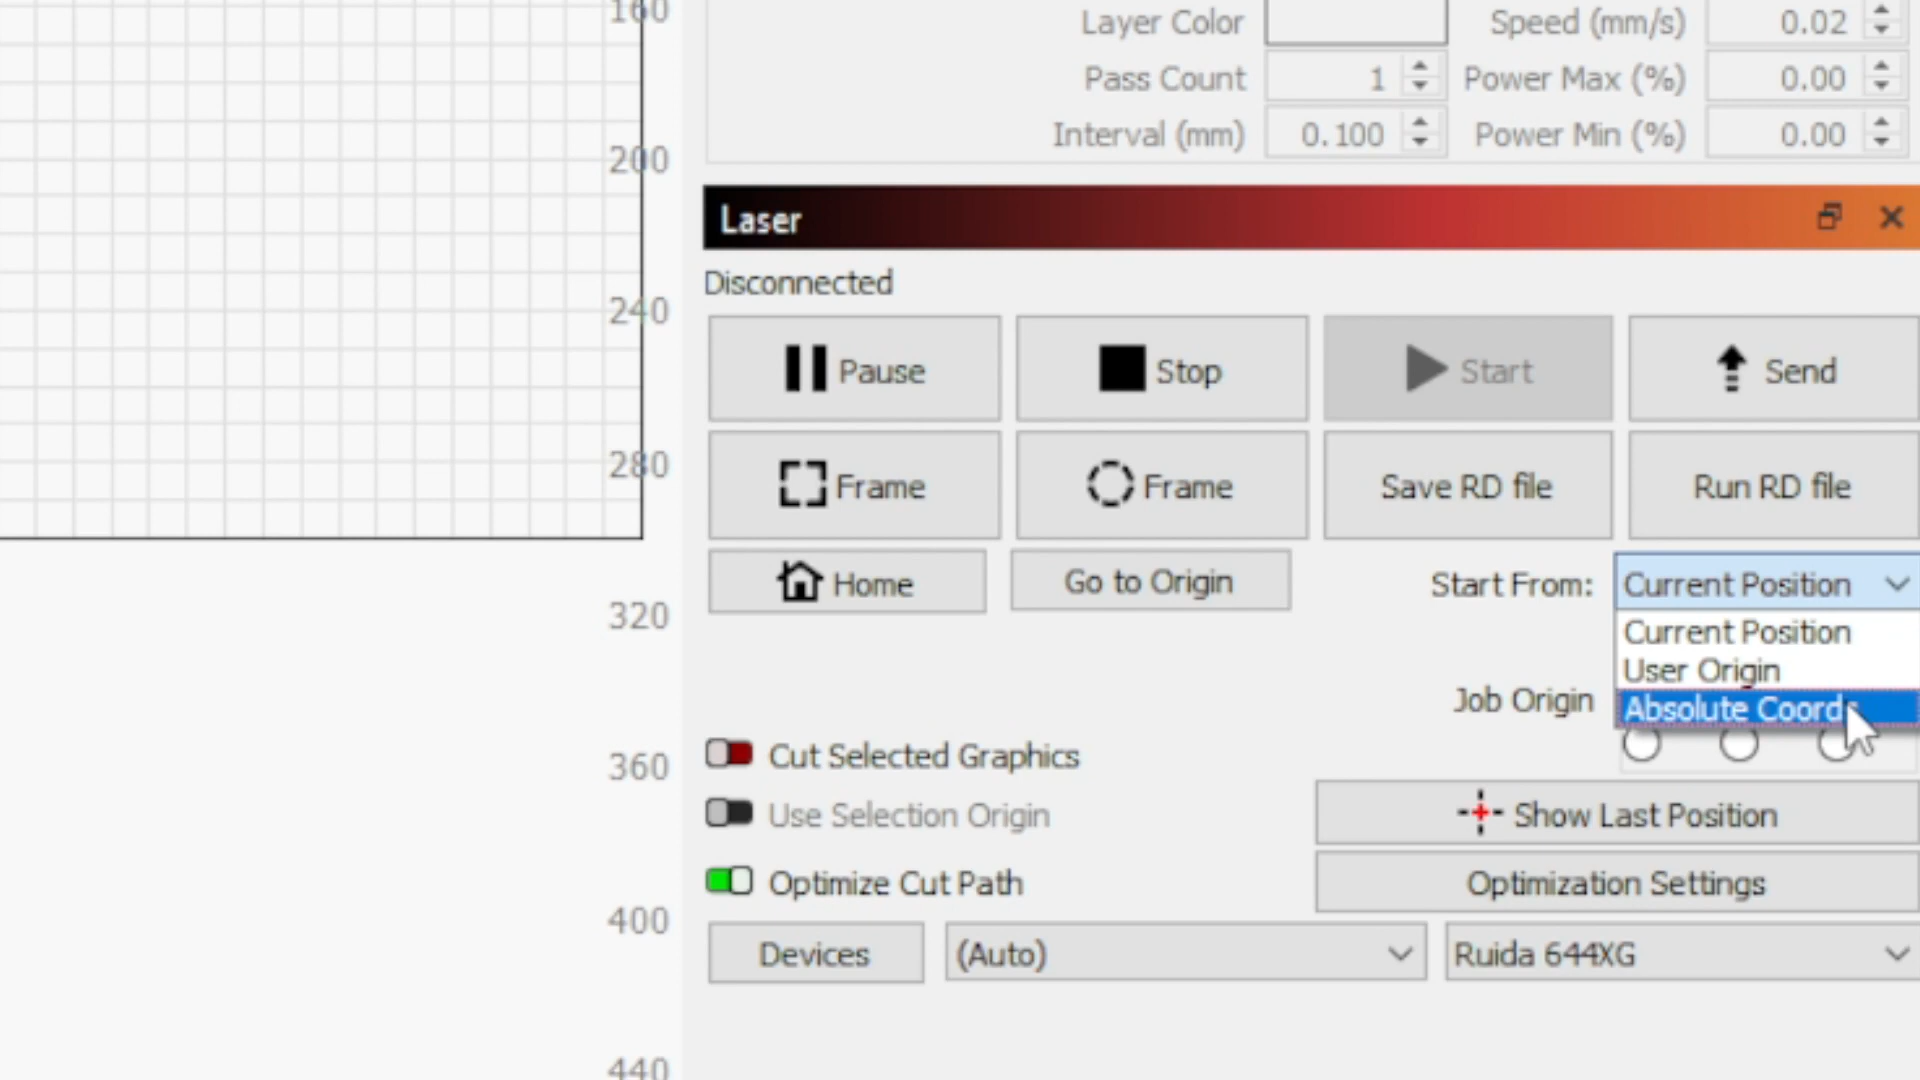 160
Layer Color
Speed (mm/s) 0.02
Pass Count 1
Power Max (%) 0.00
Interval (mm) 0.100
Power Min (%) 0.00
200
Laser
Disconnected
240
Pause
Stop
Start
Send
280
Frame
Frame
Save RD file
Run RD file
Home
Go to Origin
Start From: Current Position
320
Current Position
User Origin
Job Origin
Absolute Coords
360
Cut Selected Graphics
Use Selection Origin
Show Last Position
Optimize Cut Path
Optimization Settings
400
Devices
(Auto)
Ruida 644XG
440